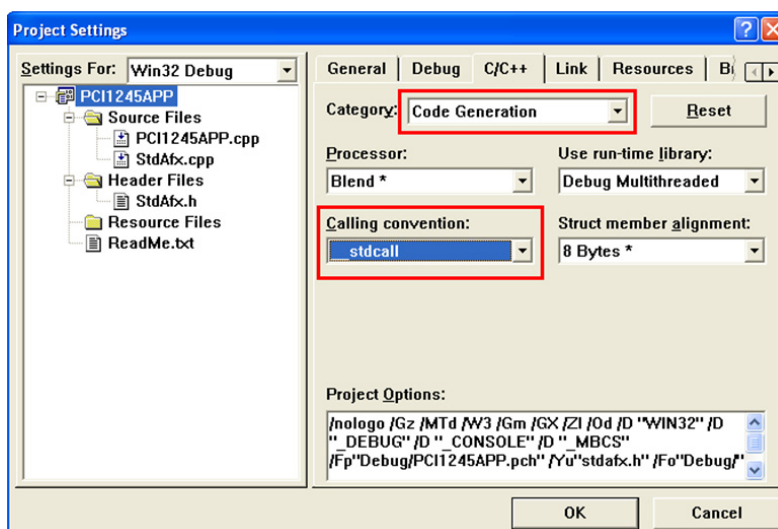 Project Settings
Settings For: Win32 Debug
PCI1245APP
Source Files
PCI1245APP.cpp
StdAfx.cpp
Header Files
StdAfx.h
Resource Files
ReadMe.txt
General Debug C/C++ Link Resources
Category: Code Generation
Reset
Processor: Use run-time library:
Blend * Debug Multithreaded
Calling convention: Struct member alignment:
__stdcall 8 Bytes *
Project Options:
/nologo /Gz /MTd /W3 /Gm /GX /ZI /Od /D "WIN32" /D
"_DEBUG" /D "_CONSOLE" /D "_MBCS"
/Fp"Debug/PCI1245APP.pch" /Yu"stdafx.h" /Fo"Debug/"
OK Cancel